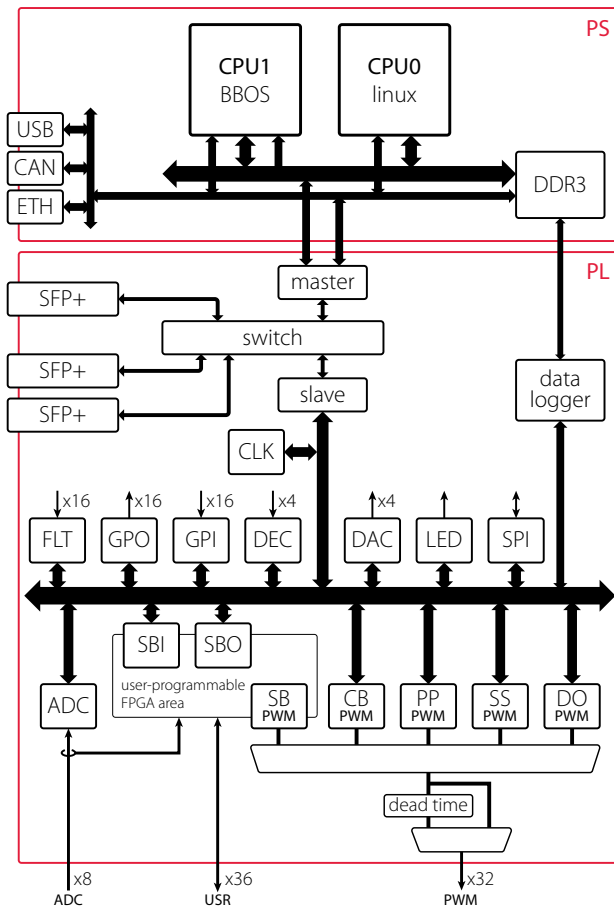 PS
CPU1
BBOS
CPU0
linux
USB
CAN
ETH
DDR3
PL
master
SFP+
switch
SFP+
slave
data
logger
SFP+
CLK
x16
x16
x16
x4
x4
FLT
GPO
GPI
DEC
DAC
LED
SPI
SBI
SBO
user-programmable
FPGA area
ADC
SB
PWM
CB
PWM
PP
PWM
SS
PWM
DO
PWM
dead time
x8
x36
x32
ADC
USR
PWM